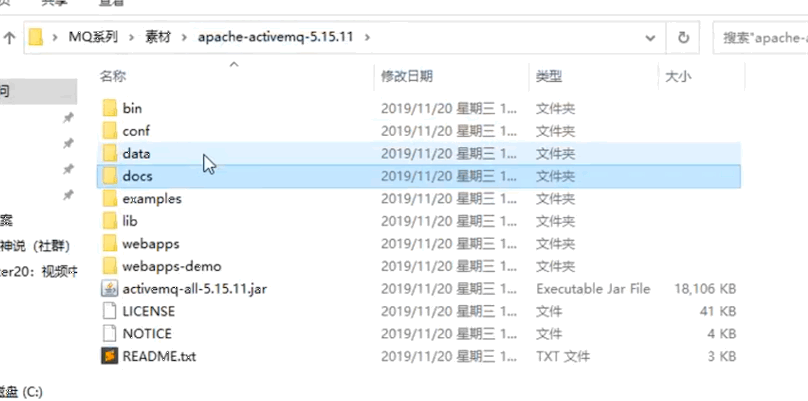 共享 查看
MQ系列 素材 apache-activemq-5.15.11 搜索"apache-a
名称 修改日期 类型 大小
问
bin 2019/11/20 星期三 1... 文件夹
conf 2019/11/20 星期三 1... 文件夹
data 2019/11/20 星期三 1... 文件夹
docs 2019/11/20 星期三 1... 文件夹
examples 2019/11/20 星期三 1... 文件夹
lib 2019/11/20 星期三 1... 文件夹
神说（社群） webapps 2019/11/20 星期三 1... 文件夹
ter20：视频 webapps-demo 2019/11/20 星期三 1... 文件夹
activemq-all-5.15.11.jar 2019/11/20 星期三 1... Executable Jar File 18,106 KB
LICENSE 2019/11/20 星期三 1... 文件 41 KB
NOTICE 2019/11/20 星期三 1... 文件 4 KB
README.txt 2019/11/20 星期三 1... TXT 文件 3 KB
磁盘 (C:)